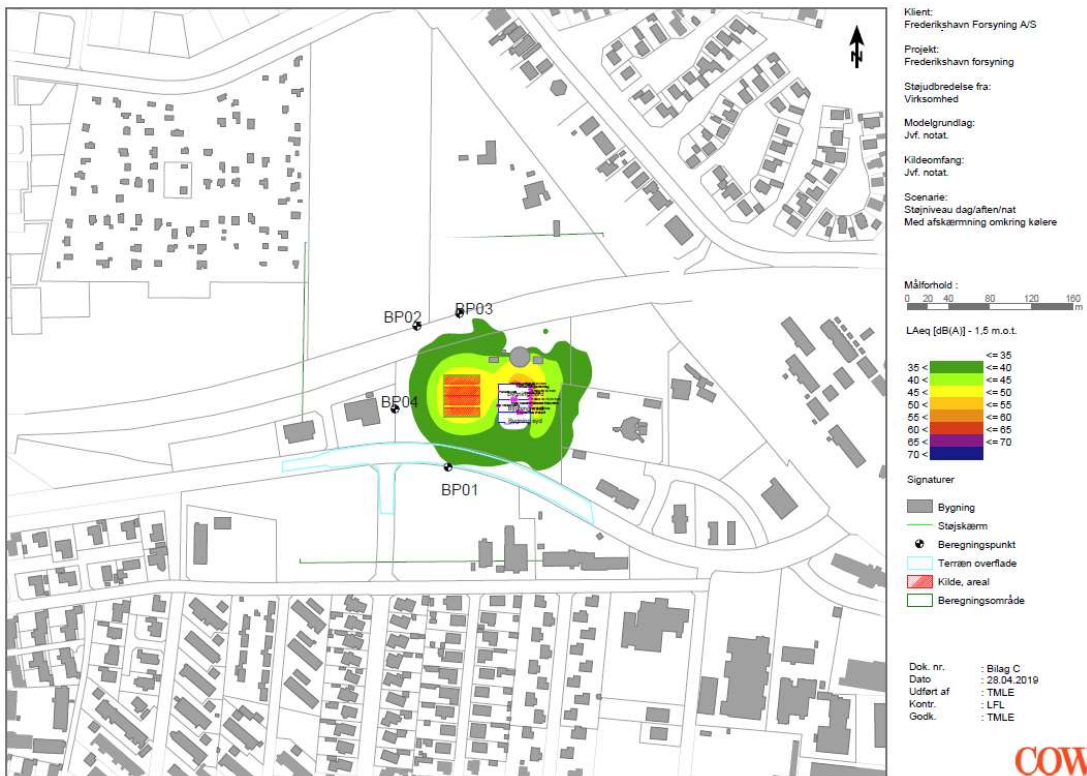 Klient:
Frederikshavn Forsyning A/S
Projekt:
Frederikshavn forsyning
Støjudbredelse fra:
Virksomhed
Modelgrundlag:
Jvf. notat.
Kildeomfang:
Jvf. notat.
Scenarie:
Støjniveau dag/aften/nat
Med afskærmning omkring kølere
Målforhold :
0 20 40 80 120 160
m
LAeq [dB(A)] - 1,5 m.o.t.
<= 35
35 < <= 40
40 < <= 45
45 < <= 50
50 < <= 55
55 < <= 60
60 < <= 65
65 < <= 70
70 <
Signaturer
Bygning
Støjskærm
Beregningspunkt
Terræn overflade
Kilde, areal
Beregningsområde
Dok. nr. : Bilag C
Dato : 28.04.2019
Udført af : TMLE
Kontr. : LFL
Godk. : TMLE
COW
N
BP02
BP03
BP04
BP01